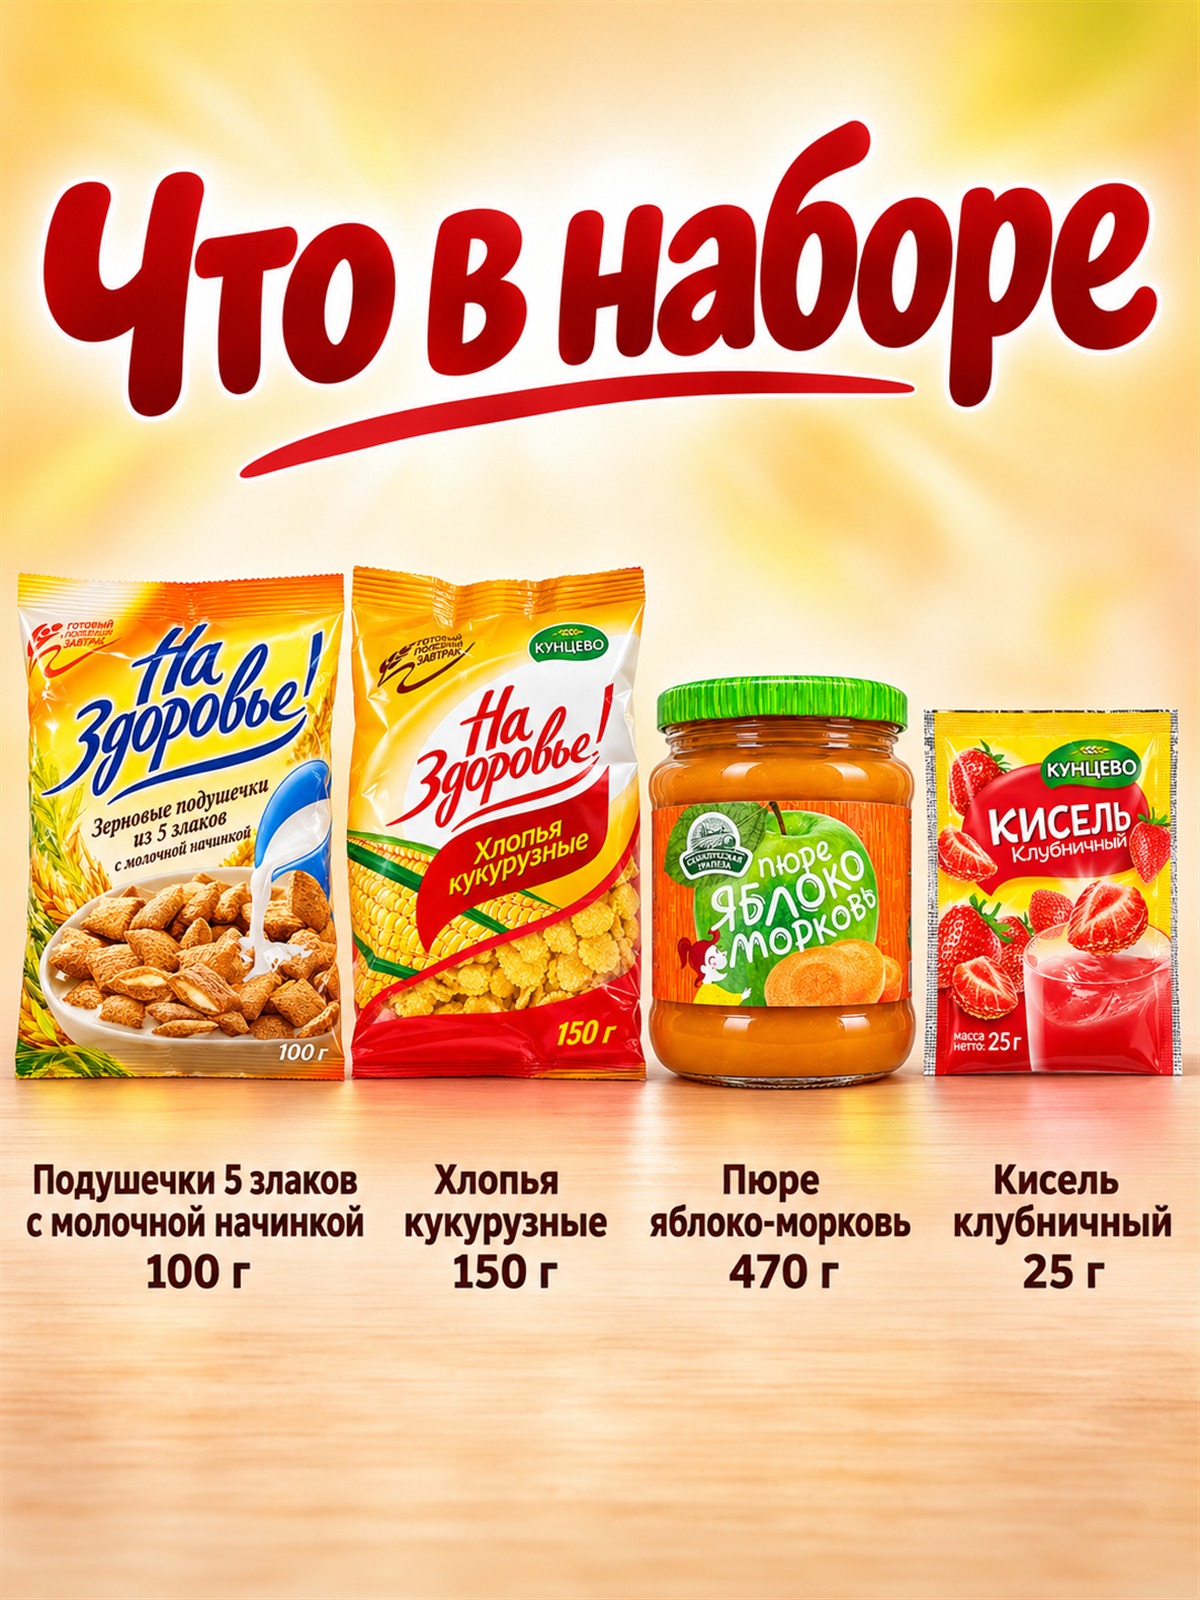 Что в наборе
ГОТОВЫЙ
ЗАВТРАК
На
Здоровье!
Зерновые подушечки
из 5 злаков
с молочной начинкой
100 г
ГОТОВЫЙ
ПОЛЕЗНЫЙ
ЗАВТРАК
КУНЦЕВО
На
Здоровье!
Хлопья
кукурузные
150 г
ТРАПЕЗА
ПЮРЕ
ЯБЛОКО
МОРКОВЬ
КУНЦЕВО
КИСЕЛЬ
Клубничный
масса
нетто: 25 г
Подушечки 5 злаков
с молочной начинкой
100 г
Хлопья
кукурузные
150 г
Пюре
яблоко-морковь
470 г
Кисель
клубничный
25 г